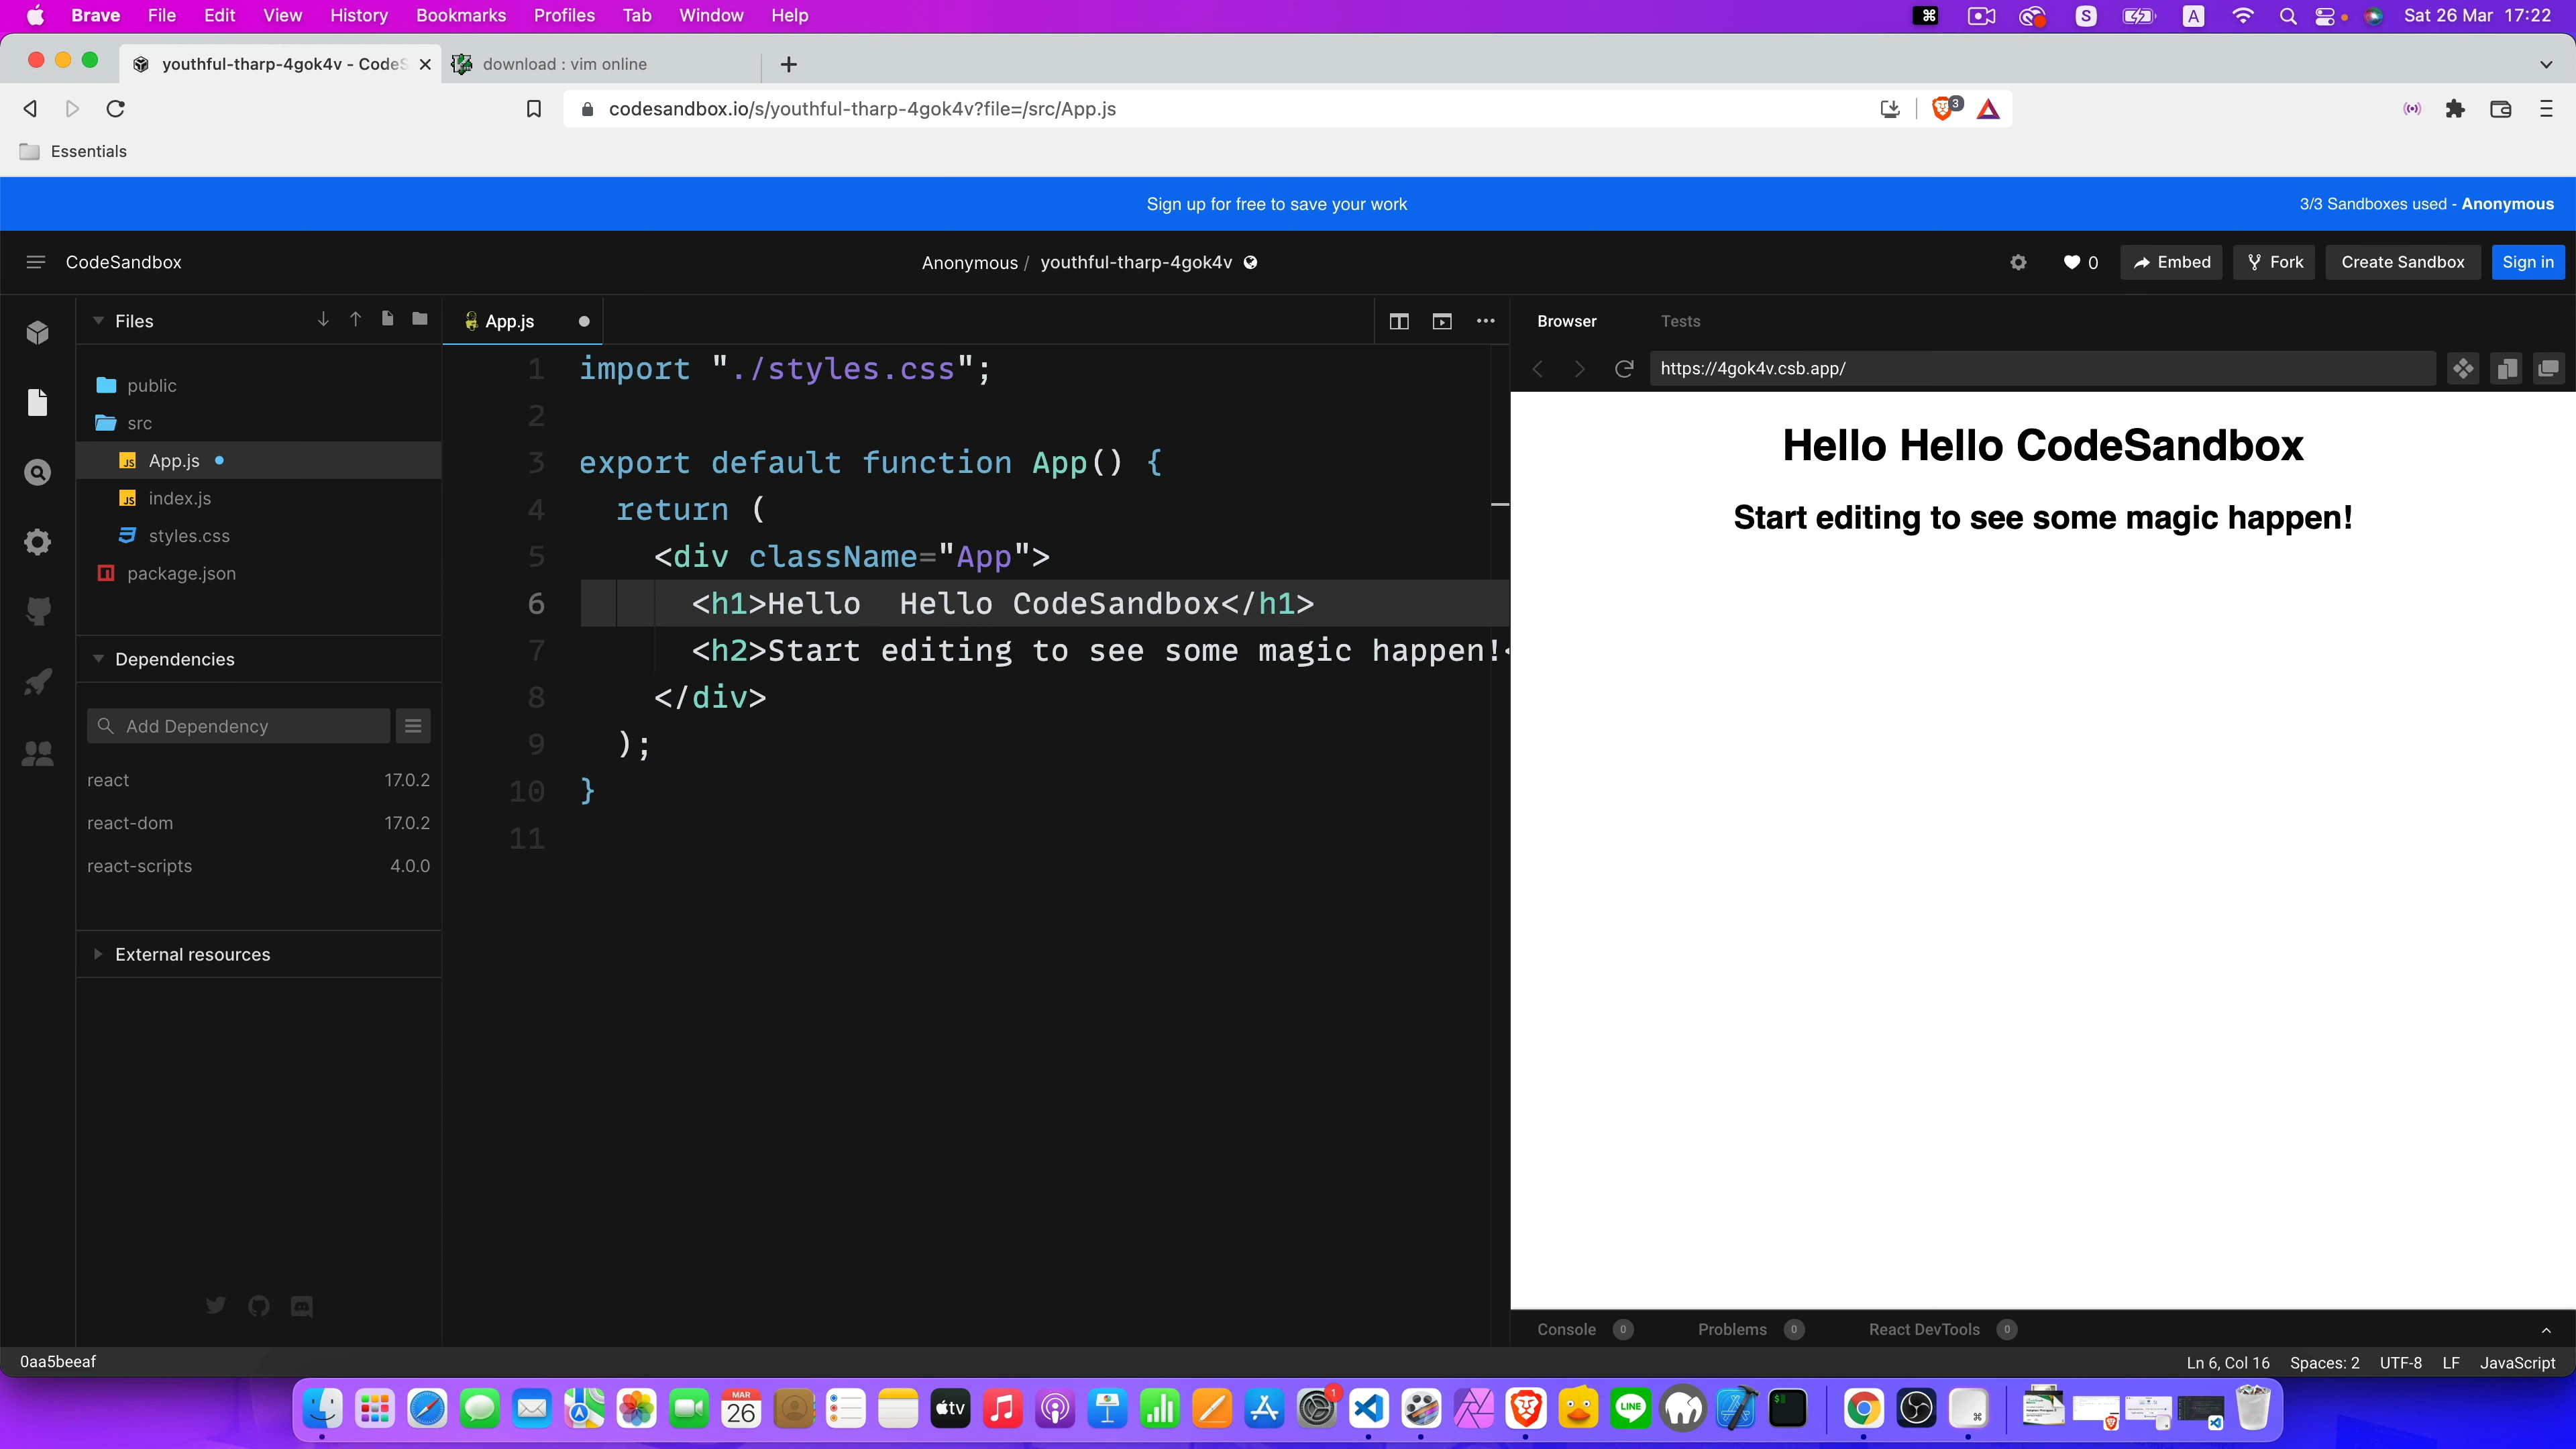 Brave File Edit View History Bookmarks Profiles Tab Window Help
⌘ S A Sat 26 Mar 17:22
youthful-tharp-4gok4v - CodeS
download : vim online
codesandbox.io/s/youthful-tharp-4gok4v?file=/src/App.js
3
Essentials
Sign up for free to save your work
3/3 Sandboxes used - Anonymous
CodeSandbox
Anonymous / youthful-tharp-4gok4v
0
Embed
Fork
Create Sandbox
Sign in
Files
public
src
JS App.js
JS index.js
styles.css
package.json
Dependencies
Add Dependency
react 17.0.2
react-dom 17.0.2
react-scripts 4.0.0
External resources
App.js
1 import "./styles.css";
2
3 export default function App() {
4   return (
5     <div className="App">
6       <h1>Hello  Hello CodeSandbox</h1>
7       <h2>Start editing to see some magic happen!<
8     </div>
9   );
10 }
11
Browser
Tests
https://4gok4v.csb.app/
Hello Hello CodeSandbox
Start editing to see some magic happen!
Console 0
Problems 0
React DevTools 0
0aa5beeaf
Ln 6, Col 16 Spaces: 2 UTF-8 LF JavaScript
MAR
26
tv
1
LINE
$
⌘